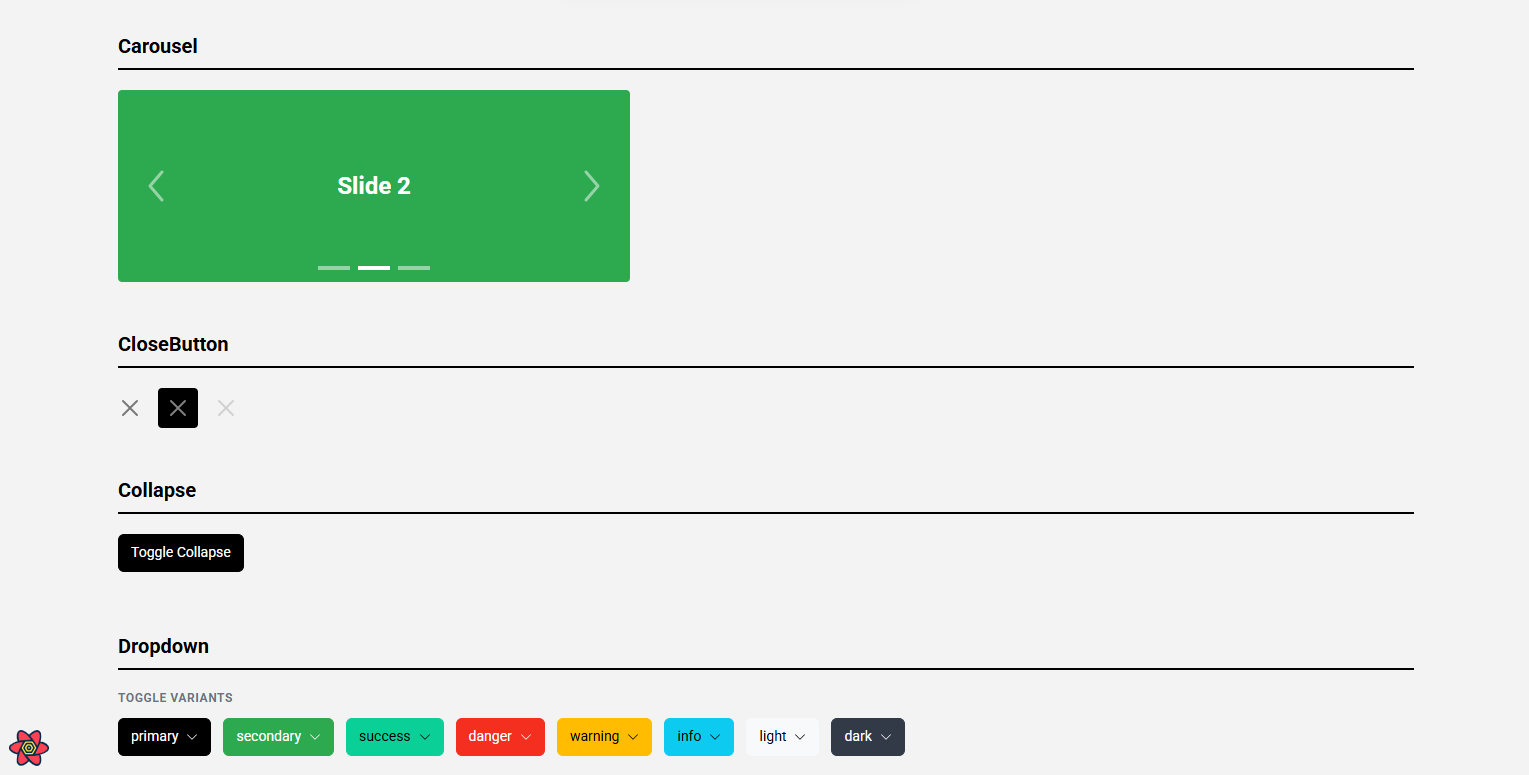 Carousel
Slide 2
CloseButton
Collapse
Toggle Collapse
Dropdown
TOGGLE VARIANTS
primary secondary success danger warning info light dark